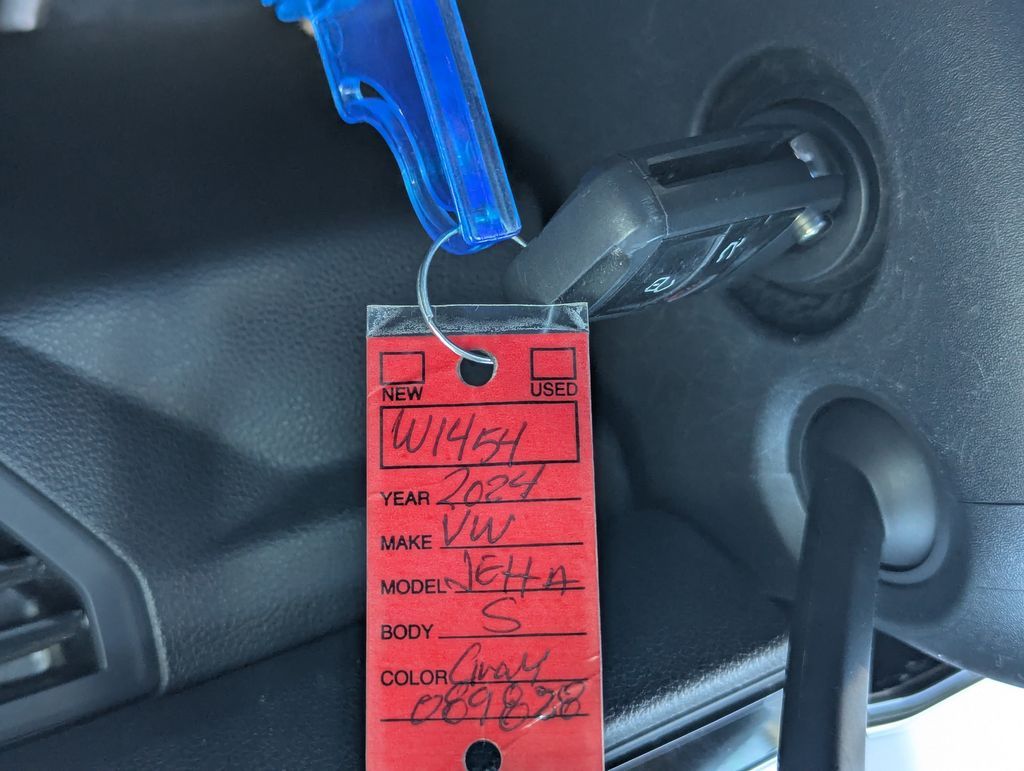 NEW USED
W1454
YEAR 2024
MAKE VW
MODEL JEttA
BODY S
COLOR Gray
089828